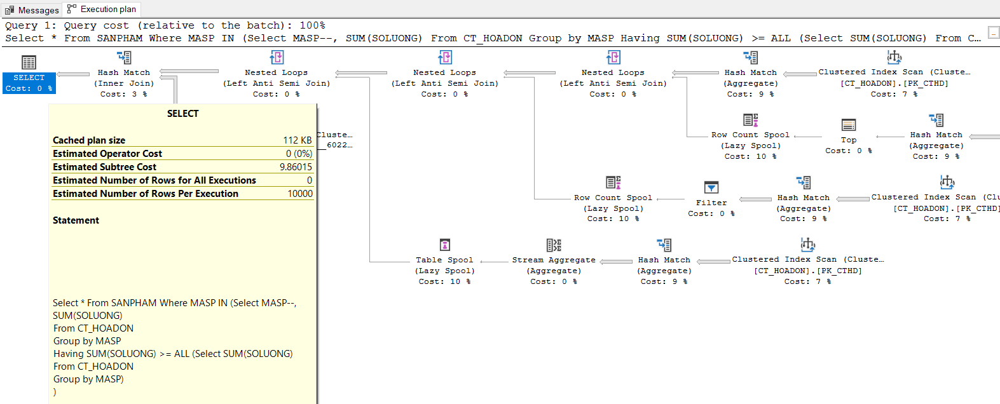 Messages
Execution plan
Query 1: Query cost (relative to the batch): 100%
Select * From SANPHAM Where MASP IN (Select MASP--, SUM(SOLUONG) From CT_HOADON Group by MASP Having SUM(SOLUONG) >= ALL (Select SUM(SOLUONG) From C…
...
SELECT
Cost: 0 %
Hash Match
(Inner Join)
Cost: 3 %
Nested Loops
(Left Anti Semi Join)
Cost: 0 %
Nested Loops
(Left Anti Semi Join)
Cost: 0 %
Nested Loops
(Left Anti Semi Join)
Cost: 0 %
Hash Match
(Aggregate)
Cost: 9 %
Clustered Index Scan (Cluste…
[CT_HOADON].[PK_CTHD]
Cost: 7 %
Row Count Spool
(Lazy Spool)
Cost: 10 %
Top
Cost: 0 %
Hash Match
(Aggregate)
Cost: 9 %
Cluste…
__6022…
Row Count Spool
(Lazy Spool)
Cost: 10 %
Filter
Cost: 0 %
Hash Match
(Aggregate)
Cost: 9 %
Clustered Index Scan (Clu
[CT_HOADON].[PK_CTHD]
Cost: 7 %
Table Spool
(Lazy Spool)
Cost: 10 %
Stream Aggregate
(Aggregate)
Cost: 0 %
Hash Match
(Aggregate)
Cost: 9 %
Clustered Index Scan (Cluste…
[CT_HOADON].[PK_CTHD]
Cost: 7 %
SELECT
Cached plan size 112 KB
Estimated Operator Cost 0 (0%)
Estimated Subtree Cost 9.86015
Estimated Number of Rows for All Executions 0
Estimated Number of Rows Per Execution 10000
Statement
Select * From SANPHAM Where MASP IN (Select MASP--,
SUM(SOLUONG)
From CT_HOADON
Group by MASP
Having SUM(SOLUONG) >= ALL (Select SUM(SOLUONG)
From CT_HOADON
Group by MASP)
)